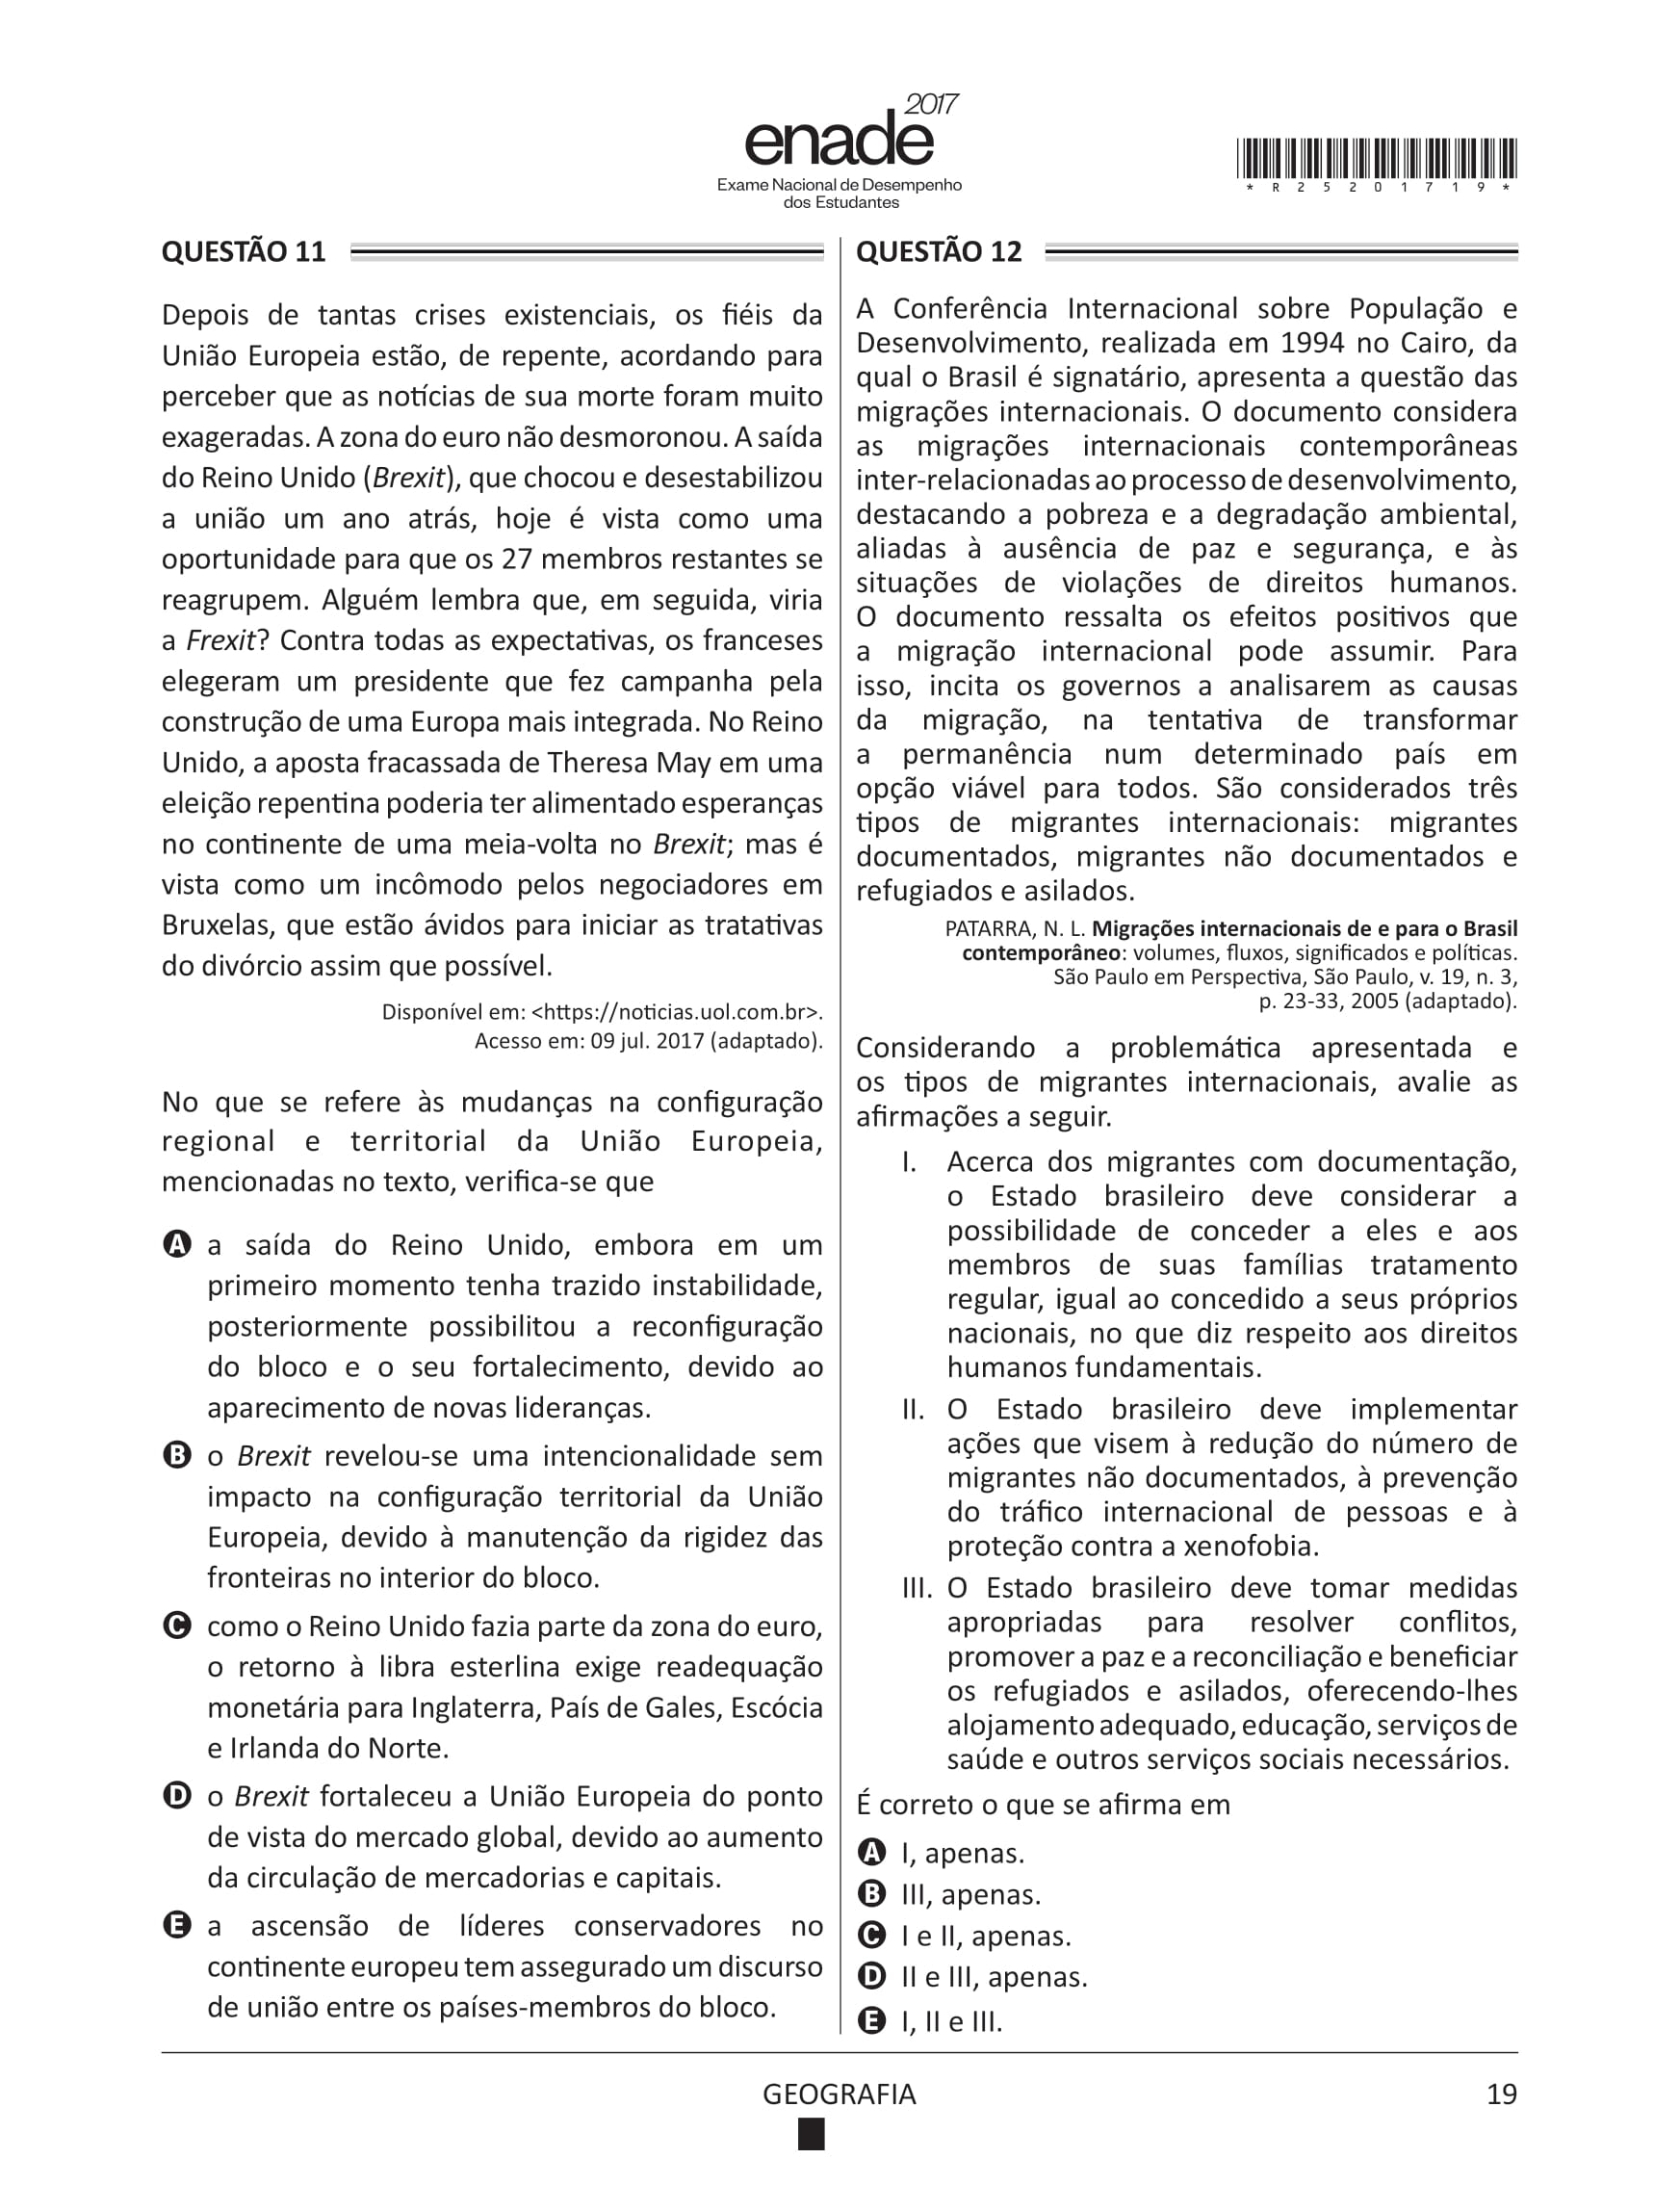 2017
enade
Exame Nacional de Desempenho
dos Estudantes
* R 2 5 2 0 1 7 1 9 *
QUESTÃO 11
Depois de tantas crises existenciais, os fiéis da
União Europeia estão, de repente, acordando para
perceber que as notícias de sua morte foram muito
exageradas. A zona do euro não desmoronou. A saída
do Reino Unido (Brexit), que chocou e desestabilizou
a união um ano atrás, hoje é vista como uma
oportunidade para que os 27 membros restantes se
reagrupem. Alguém lembra que, em seguida, viria
a Frexit? Contra todas as expectativas, os franceses
elegeram um presidente que fez campanha pela
construção de uma Europa mais integrada. No Reino
Unido, a aposta fracassada de Theresa May em uma
eleição repentina poderia ter alimentado esperanças
no continente de uma meia-volta no Brexit; mas é
vista como um incômodo pelos negociadores em
Bruxelas, que estão ávidos para iniciar as tratativas
do divórcio assim que possível.
Disponível em: <https://noticias.uol.com.br>.
Acesso em: 09 jul. 2017 (adaptado).
No que se refere às mudanças na configuração
regional e territorial da União Europeia,
mencionadas no texto, verifica-se que
A a saída do Reino Unido, embora em um
primeiro momento tenha trazido instabilidade,
posteriormente possibilitou a reconfiguração
do bloco e o seu fortalecimento, devido ao
aparecimento de novas lideranças.
B o Brexit revelou-se uma intencionalidade sem
impacto na configuração territorial da União
Europeia, devido à manutenção da rigidez das
fronteiras no interior do bloco.
C como o Reino Unido fazia parte da zona do euro,
o retorno à libra esterlina exige readequação
monetária para Inglaterra, País de Gales, Escócia
e Irlanda do Norte.
D o Brexit fortaleceu a União Europeia do ponto
de vista do mercado global, devido ao aumento
da circulação de mercadorias e capitais.
E a ascensão de líderes conservadores no
continente europeu tem assegurado um discurso
de união entre os países-membros do bloco.
QUESTÃO 12
A Conferência Internacional sobre População e
Desenvolvimento, realizada em 1994 no Cairo, da
qual o Brasil é signatário, apresenta a questão das
migrações internacionais. O documento considera
as migrações internacionais contemporâneas
inter-relacionadas ao processo de desenvolvimento,
destacando a pobreza e a degradação ambiental,
aliadas à ausência de paz e segurança, e às
situações de violações de direitos humanos.
O documento ressalta os efeitos positivos que
a migração internacional pode assumir. Para
isso, incita os governos a analisarem as causas
da migração, na tentativa de transformar
a permanência num determinado país em
opção viável para todos. São considerados três
tipos de migrantes internacionais: migrantes
documentados, migrantes não documentados e
refugiados e asilados.
PATARRA, N. L. Migrações internacionais de e para o Brasil
contemporâneo: volumes, fluxos, significados e políticas.
São Paulo em Perspectiva, São Paulo, v. 19, n. 3,
p. 23-33, 2005 (adaptado).
Considerando a problemática apresentada e
os tipos de migrantes internacionais, avalie as
afirmações a seguir.
I. Acerca dos migrantes com documentação,
o Estado brasileiro deve considerar a
possibilidade de conceder a eles e aos
membros de suas famílias tratamento
regular, igual ao concedido a seus próprios
nacionais, no que diz respeito aos direitos
humanos fundamentais.
II. O Estado brasileiro deve implementar
ações que visem à redução do número de
migrantes não documentados, à prevenção
do tráfico internacional de pessoas e à
proteção contra a xenofobia.
III. O Estado brasileiro deve tomar medidas
apropriadas para resolver conflitos,
promover a paz e a reconciliação e beneficiar
os refugiados e asilados, oferecendo-lhes
alojamento adequado, educação, serviços de
saúde e outros serviços sociais necessários.
É correto o que se afirma em
A I, apenas.
B III, apenas.
C I e II, apenas.
D II e III, apenas.
E I, II e III.
GEOGRAFIA
19